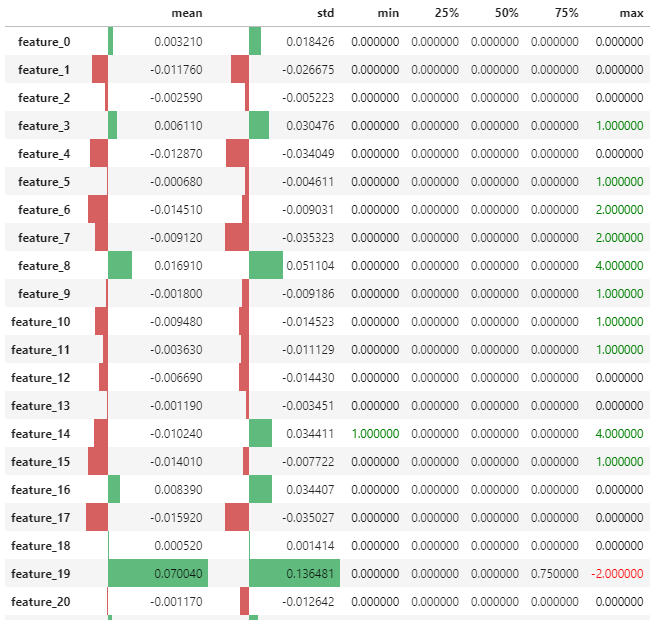 mean std min 25% 50% 75% max
feature_0 0.003210 0.018426 0.000000 0.000000 0.000000 0.000000 0.000000
feature_1 -0.011760 -0.026675 0.000000 0.000000 0.000000 0.000000 0.000000
feature_2 -0.002590 -0.005223 0.000000 0.000000 0.000000 0.000000 0.000000
feature_3 0.006110 0.030476 0.000000 0.000000 0.000000 0.000000 1.000000
feature_4 -0.012870 -0.034049 0.000000 0.000000 0.000000 0.000000 0.000000
feature_5 -0.000680 -0.004611 0.000000 0.000000 0.000000 0.000000 1.000000
feature_6 -0.014510 -0.009031 0.000000 0.000000 0.000000 0.000000 2.000000
feature_7 -0.009120 -0.035323 0.000000 0.000000 0.000000 0.000000 2.000000
feature_8 0.016910 0.051104 0.000000 0.000000 0.000000 0.000000 4.000000
feature_9 -0.001800 -0.009186 0.000000 0.000000 0.000000 0.000000 1.000000
feature_10 -0.009480 -0.014523 0.000000 0.000000 0.000000 0.000000 1.000000
feature_11 -0.003630 -0.011129 0.000000 0.000000 0.000000 0.000000 1.000000
feature_12 -0.006690 -0.014430 0.000000 0.000000 0.000000 0.000000 0.000000
feature_13 -0.001190 -0.003451 0.000000 0.000000 0.000000 0.000000 0.000000
feature_14 -0.010240 0.034411 1.000000 0.000000 0.000000 0.000000 4.000000
feature_15 -0.014010 -0.007722 0.000000 0.000000 0.000000 0.000000 1.000000
feature_16 0.008390 0.034407 0.000000 0.000000 0.000000 0.000000 0.000000
feature_17 -0.015920 -0.035027 0.000000 0.000000 0.000000 0.000000 0.000000
feature_18 0.000520 0.001414 0.000000 0.000000 0.000000 0.000000 0.000000
feature_19 0.070040 0.136481 0.000000 0.000000 0.000000 0.750000 -2.000000
feature_20 -0.001170 -0.012642 0.000000 0.000000 0.000000 0.000000 0.000000